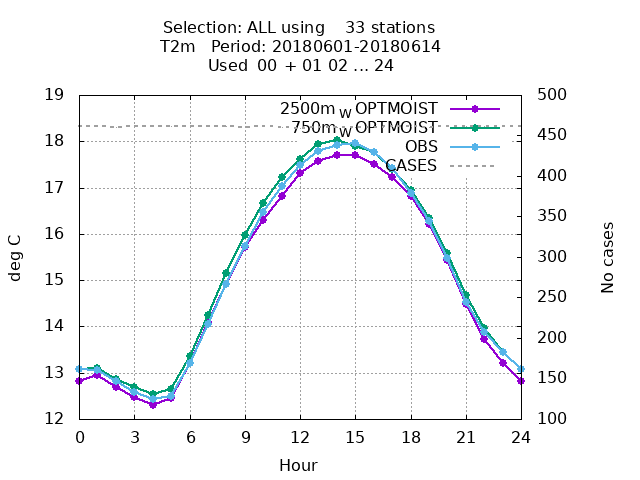 Selection: ALL using 33 stations
T2m Period: 20180601-20180614
Used 00 + 01 02 ... 24
19 500
2500m_W OPTMOIST
750m_W OPTMOIST
18 450
OBS
CASES
17 400
350
16
300
15
250
14
200
13
150
12 100
0 3 6 9 12 15 18 21 24
Hour
deg C
No cases